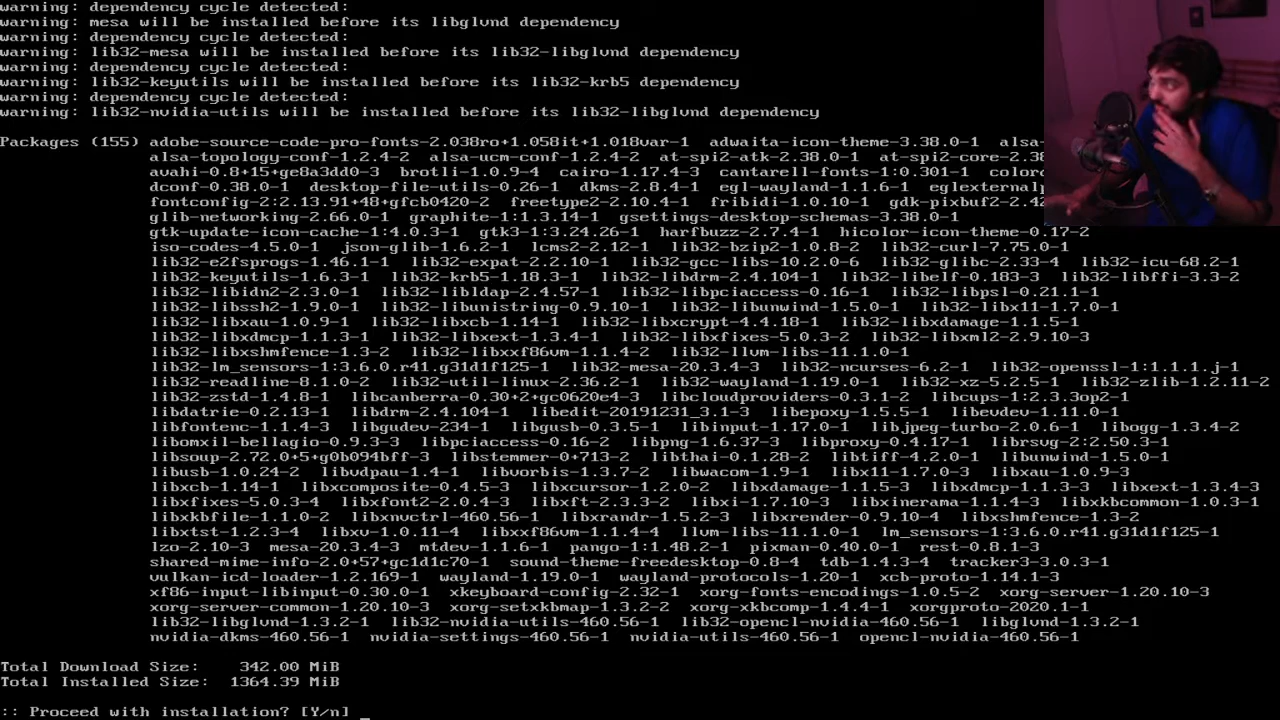 warning: dependency cycle detected:
warning: mesa will be installed before its libglvnd dependency
warning: dependency cycle detected:
warning: lib32-mesa will be installed before its lib32-libglvnd dependency
warning: dependency cycle detected:
warning: lib32-keyutils will be installed before its lib32-krb5 dependency
warning: dependency cycle detected:
warning: lib32-nvidia-utils will be installed before its lib32-libglvnd dependency
Packages (155) adobe-source-code-pro-fonts-2.038ro+1.058it+1.018var-1 adwaita-icon-theme-3.38.0-1 alsa-
alsa-topology-conf-1.2.4-2 alsa-ucm-conf-1.2.4-2 at-spi2-atk-2.38.0-1 at-spi2-core-2.38
avahi-0.8+15+ge8a3dd0-3 brotli-1.0.9-4 cairo-1.17.4-3 cantarell-fonts-1:0.301-1
dconf-0.38.0-1 desktop-file-utils-0.26-1 dkms-2.8.4-1 egl-wayland-1.1.6-1
fontconfig-2:2.13.91+48+gfcb0420-2 freetype2-2.10.4-1 fribidi-1.0.10-1 gdk-pixbuf2-2.42
glib-networking-2.66.0-1 graphite-1:1.3.14-1 gsettings-desktop-schemas-3.38.0-1
gtk-update-icon-cache-1:4.0.3-1 gtk3-1:3.24.26-1 harfbuzz-2.7.4-1 hicolor-icon-theme-0.17-2
iso-codes-4.5.0-1 json-glib-1.6.2-1 lcms2-2.12-1 lib32-bzip2-1.0.8-2 lib32-curl-7.75.0-1
lib32-e2fsprogs-1.46.1-1 lib32-expat-2.2.10-1 lib32-gcc-libs-10.2.0-6 lib32-glibc-2.33-4 lib32-icu-68.2-1
lib32-keyutils-1.6.3-1 lib32-krb5-1.18.3-1 lib32-libdrm-2.4.104-1 lib32-libelf-0.183-3 lib32-libffi-3.3-2
lib32-libidn2-2.3.0-1 lib32-libldap-2.4.57-1 lib32-libpciaccess-0.16-1 lib32-libpsl-0.21.1-1
lib32-libssh2-1.9.0-1 lib32-libunistring-0.9.10-1 lib32-libunwind-1.5.0-1 lib32-libx11-1.7.0-1
lib32-libxau-1.0.9-1 lib32-libxcb-1.14-1 lib32-libxcrypt-4.4.18-1 lib32-libxdamage-1.1.5-1
lib32-libxdmcp-1.1.3-1 lib32-libxext-1.3.4-1 lib32-libxfixes-5.0.3-2 lib32-libxml2-2.9.10-3
lib32-libxshmfence-1.3-2 lib32-libxxf86vm-1.1.4-2 lib32-llvm-libs-11.1.0-1
lib32-lm_sensors-1:3.6.0.r41.g31d1f125-1 lib32-mesa-20.3.4-3 lib32-ncurses-6.2-1 lib32-openssl-1:1.1.1.j-1
lib32-readline-8.1.0-2 lib32-util-linux-2.36.2-1 lib32-wayland-1.19.0-1 lib32-xz-5.2.5-1 lib32-zlib-1.2.11-2
lib32-zstd-1.4.8-1 libcanberra-0.30+2+gc0620e4-3 libcloudproviders-0.3.1-2 libcups-1:2.3.3op2-1
libdatrie-0.2.13-1 libdrm-2.4.104-1 libedit-20191231_3.1-3 libepoxy-1.5.5-1 libevdev-1.11.0-1
libfontenc-1.1.4-3 libgudev-234-1 libgusb-0.3.5-1 libinput-1.17.0-1 libjpeg-turbo-2.0.6-1 libogg-1.3.4-2
libomxil-bellagio-0.9.3-3 libpciaccess-0.16-2 libpng-1.6.37-3 libproxy-0.4.17-1 librsvg-2:2.50.3-1
libsoup-2.72.0+5+g0b094bff-3 libstemmer-0+713-2 libthai-0.1.28-2 libtiff-4.2.0-1 libunwind-1.5.0-1
libusb-1.0.24-2 libvdpau-1.4-1 libvorbis-1.3.7-2 libwacom-1.9-1 libx11-1.7.0-3 libxau-1.0.9-3
libxcb-1.14-1 libxcomposite-0.4.5-3 libxcursor-1.2.0-2 libxdamage-1.1.5-3 libxdmcp-1.1.3-3 libxext-1.3.4-3
libxfixes-5.0.3-4 libxfont2-2.0.4-3 libxft-2.3.3-2 libxi-1.7.10-3 libxinerama-1.1.4-3 libxkbcommon-1.0.3-1
libxkbfile-1.1.0-2 libxnvctrl-460.56-1 libxrandr-1.5.2-3 libxrender-0.9.10-4 libxshmfence-1.3-2
libxtst-1.2.3-4 libxv-1.0.11-4 libxxf86vm-1.1.4-4 llvm-libs-11.1.0-1 lm_sensors-1:3.6.0.r41.g31d1f125-1
lzo-2.10-3 mesa-20.3.4-3 mtdev-1.1.6-1 pango-1:1.48.2-1 pixman-0.40.0-1 rest-0.8.1-3
shared-mime-info-2.0+57+gc1d1c70-1 sound-theme-freedesktop-0.8-4 tdb-1.4.3-4 tracker3-3.0.3-1
vulkan-icd-loader-1.2.169-1 wayland-1.19.0-1 wayland-protocols-1.20-1 xcb-proto-1.14.1-3
xf86-input-libinput-0.30.0-1 xkeyboard-config-2.32-1 xorg-fonts-encodings-1.0.5-2 xorg-server-1.20.10-3
xorg-server-common-1.20.10-3 xorg-setxkbmap-1.3.2-2 xorg-xkbcomp-1.4.4-1 xorgproto-2020.1-1
lib32-libglvnd-1.3.2-1 lib32-nvidia-utils-460.56-1 lib32-opencl-nvidia-460.56-1 libglvnd-1.3.2-1
nvidia-dkms-460.56-1 nvidia-settings-460.56-1 nvidia-utils-460.56-1 opencl-nvidia-460.56-1
Total Download Size: 342.00 MiB
Total Installed Size: 1364.39 MiB
:: Proceed with installation? [Y/n] _